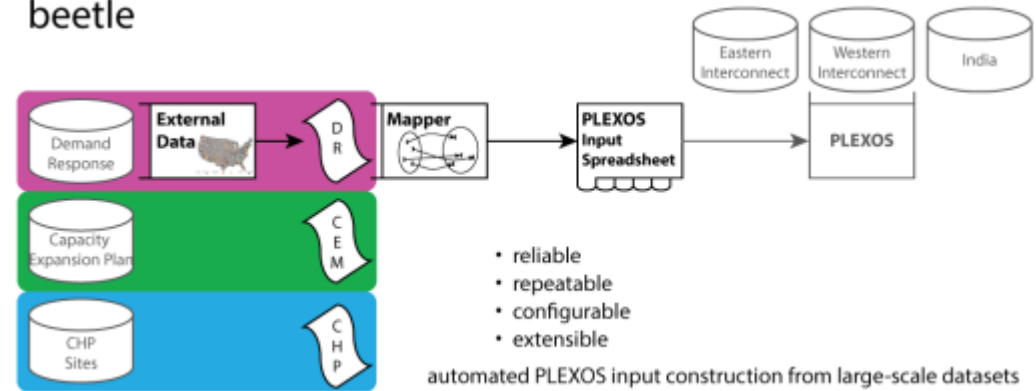 beetle
Eastern
Interconnect
Western
Interconnect
India
Demand
Response
External
Data
D
R
Mapper
PLEXOS
Input
Spreadsheet
PLEXOS
Capacity
Expansion Plan
C
E
M
CHP
Sites
C
H
P
• reliable
• repeatable
• configurable
• extensible
automated PLEXOS input construction from large-scale datasets